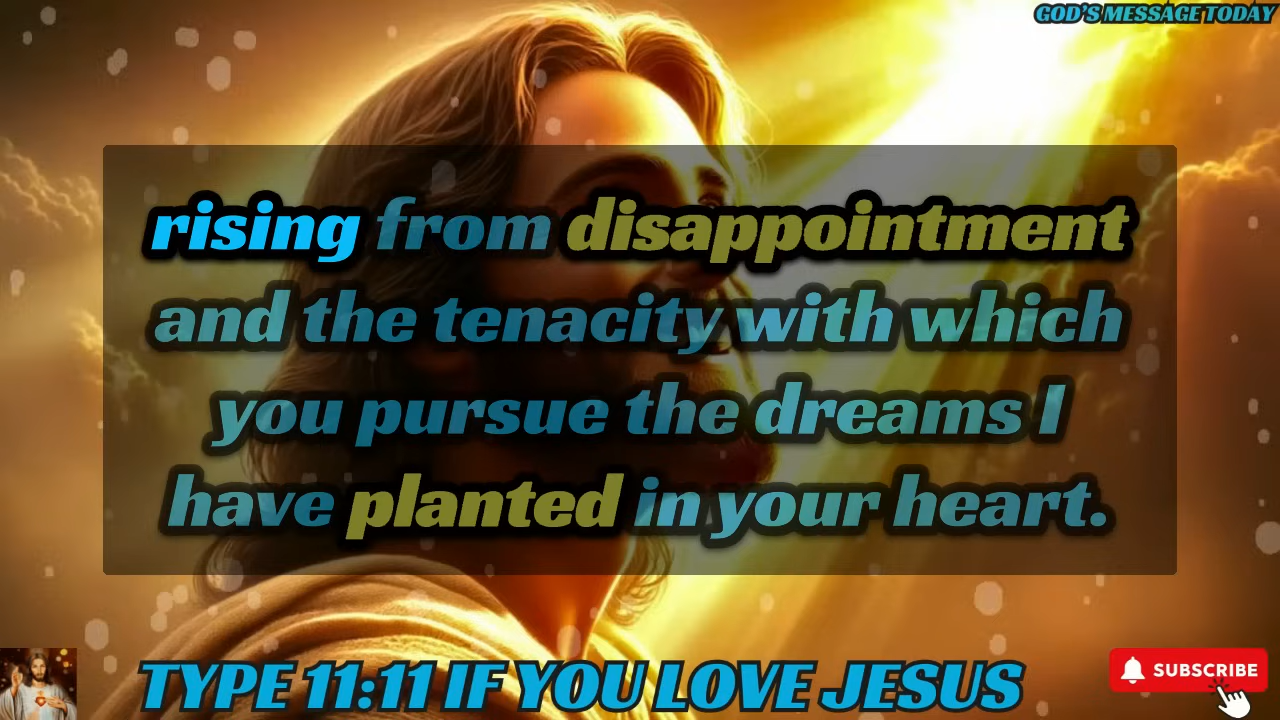 GOD'S MESSAGE TODAY
rising from disappointment
and the tenacity with which
you pursue the dreams I
have planted in your heart.
TYPE 11:11 IF YOU LOVE JESUS
SUBSCRIBE